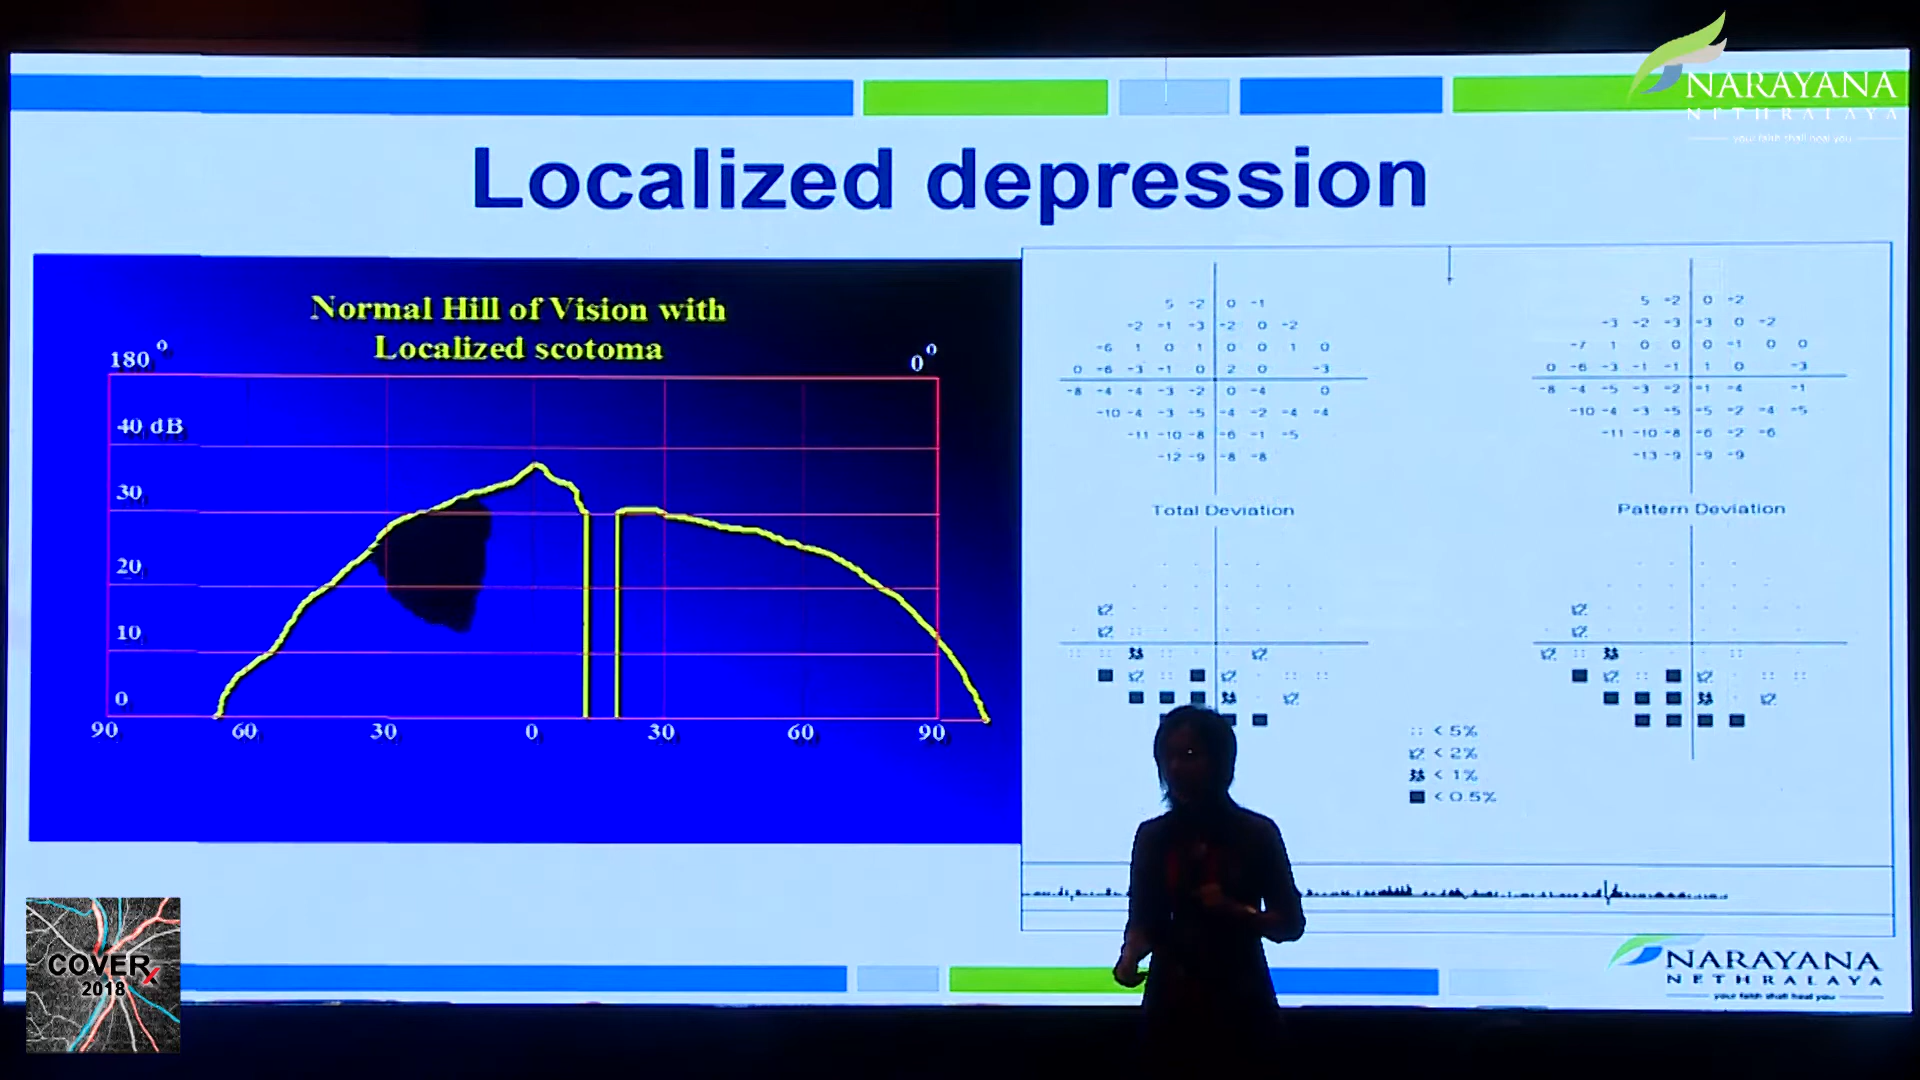 NARAYANA
NETHRALAYA
your faith shall heal you
Localized depression
Normal Hill of Vision with
Localized scotoma
180°
0°
40 dB
30
20
10
0
90 60 30 0 30 60 90
5 -2 0 -1
-2 -1 -3 -2 0 -2
-6 1 0 1 0 0 1 0
0 -6 -3 -1 0 2 0 -3
-8 -4 -4 -3 -2 0 -4 0
-10 -4 -3 -5 -4 -2 -4 -4
-11 -10 -8 -6 -1 -5
-12 -9 -8 -8
Total Deviation
5 -2 0 -2
-3 -2 -3 -3 0 -2
-7 1 0 0 0 -1 0 0
0 -6 -3 -1 -1 1 0 -3
-8 -4 -5 -3 -2 -1 -4 -1
-10 -4 -3 -5 -5 -2 -4 -5
-11 -10 -8 -6 -2 -6
-13 -9 -9 -9
Pattern Deviation
< 5%
< 2%
< 1%
< 0.5%
COVERx
2018
NARAYANA
NETHRALAYA
your faith shall heal you